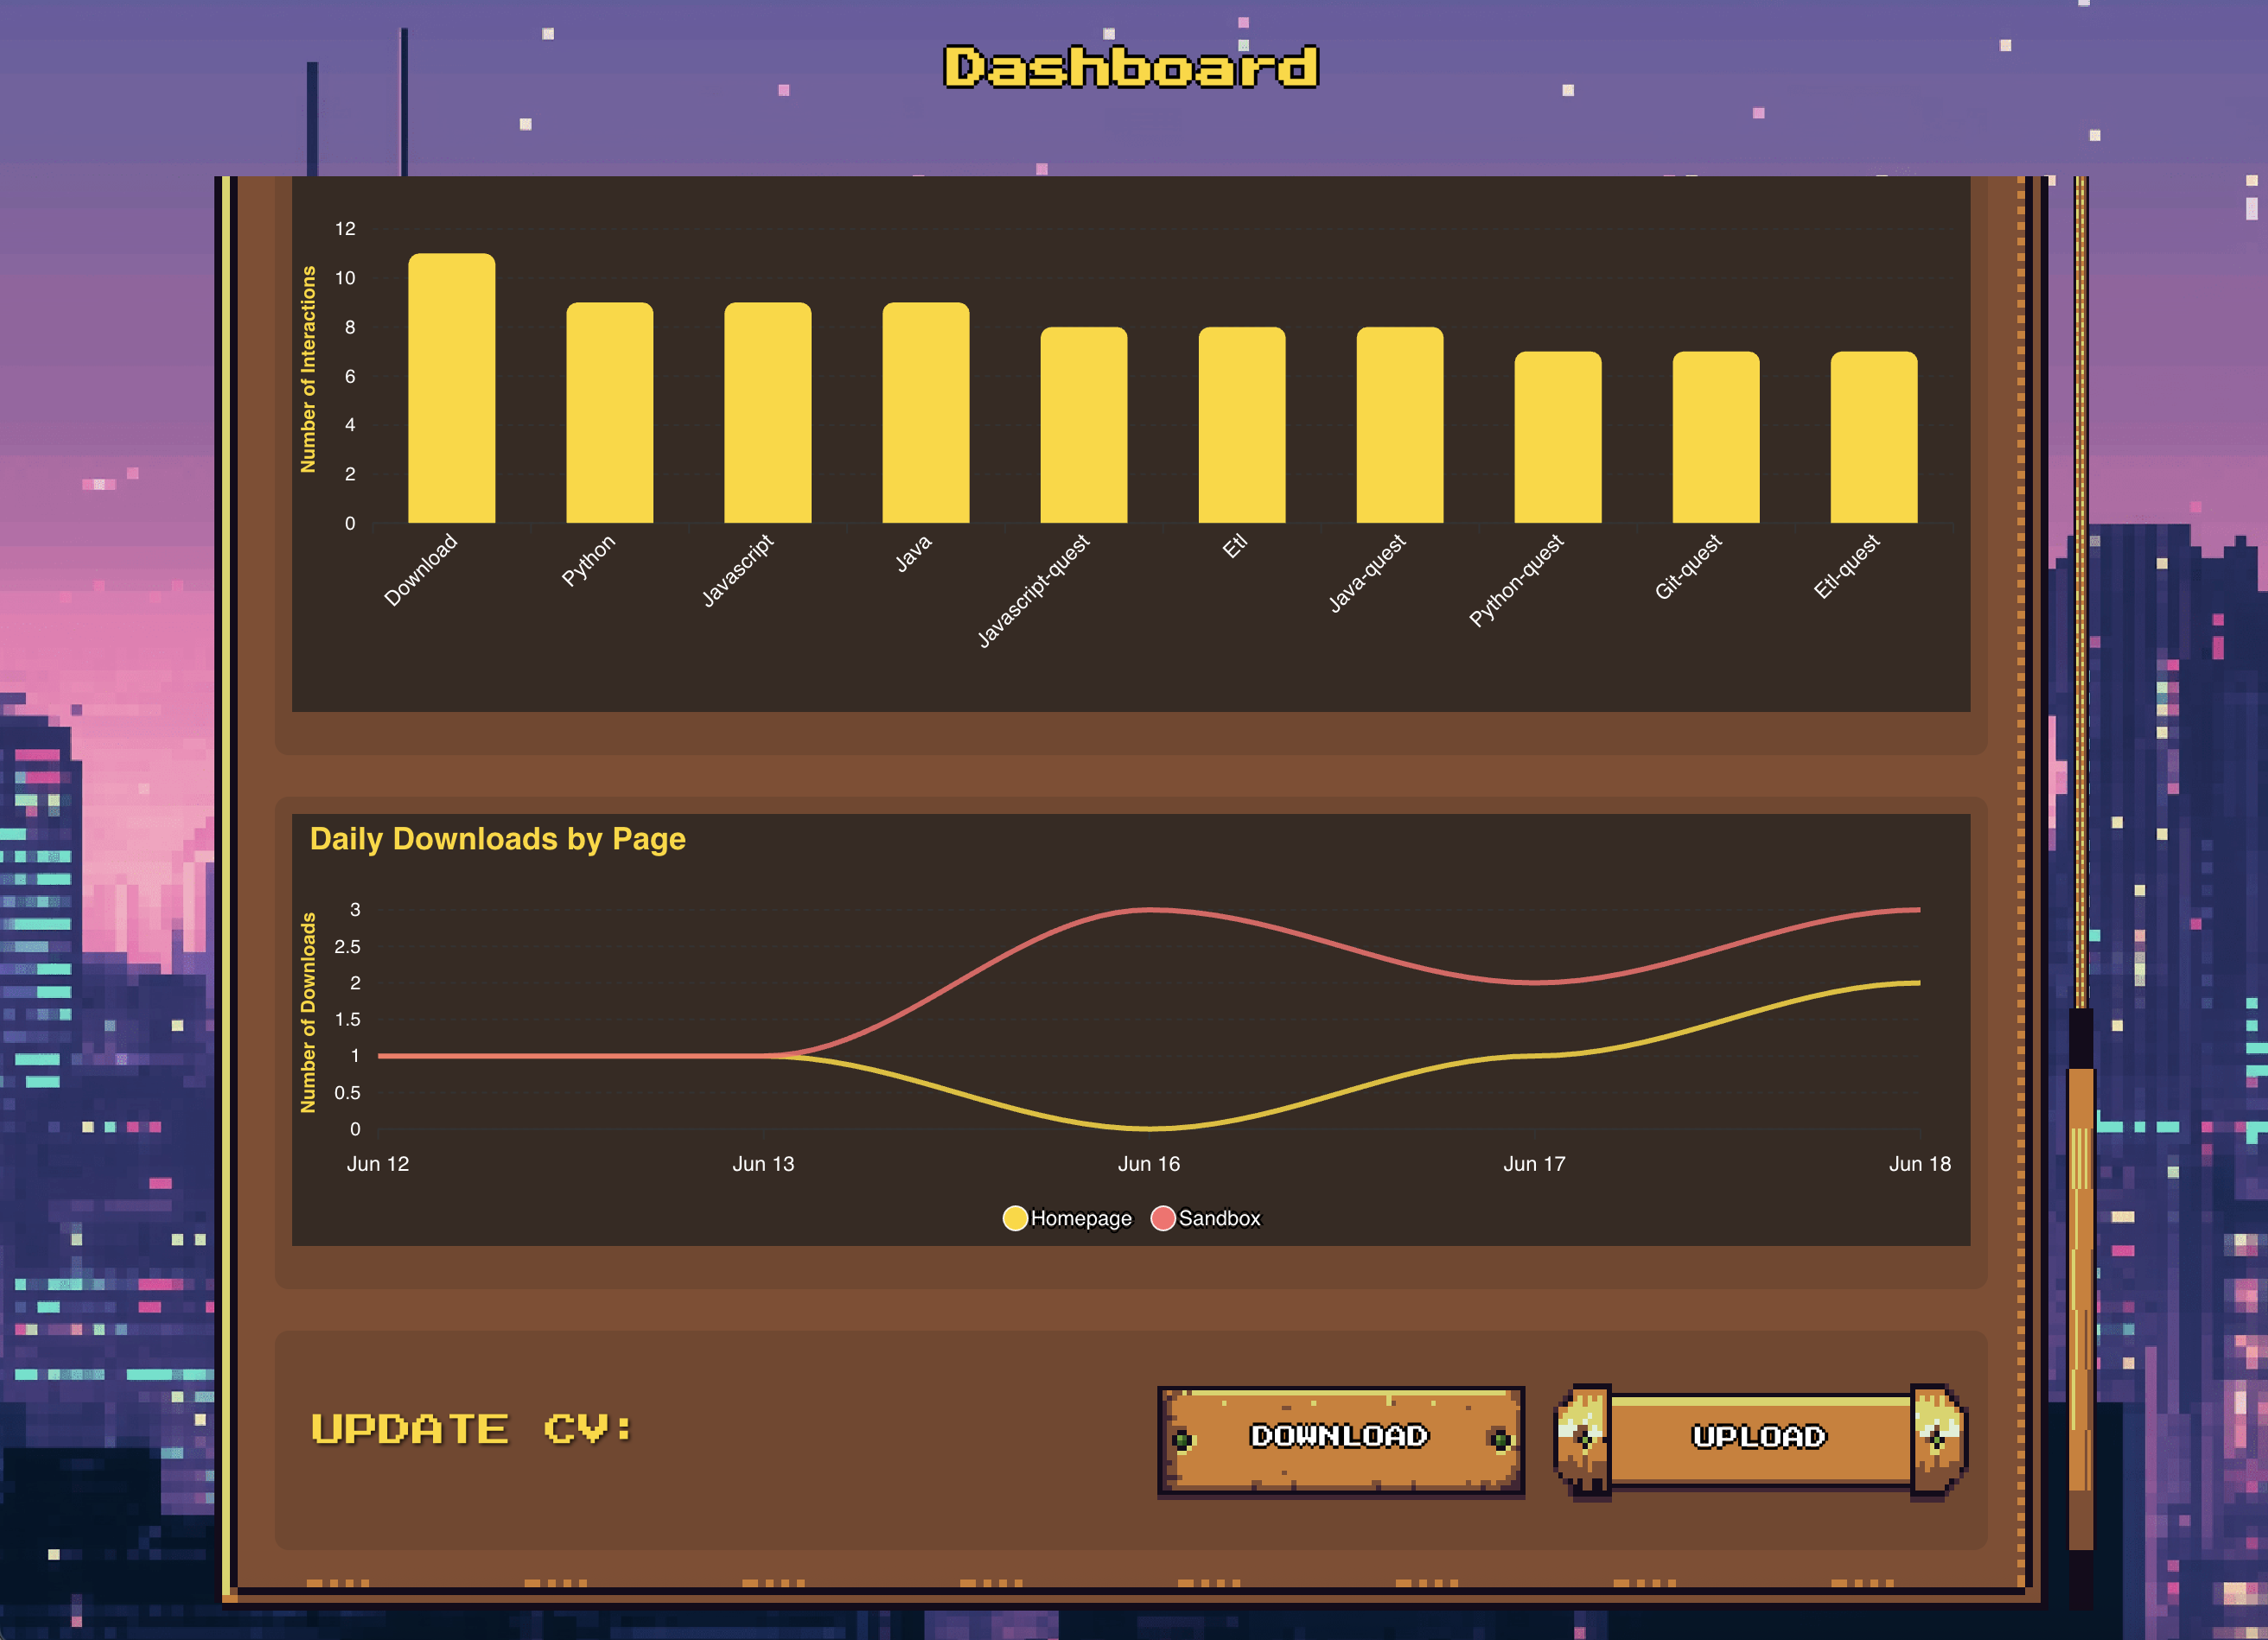 Dashboard
12
10
8
6
4
2
0
Number of Interactions
Download Python Javascript Java Javascript-quest Etl Java-quest Python-quest Git-quest Etl-quest
Daily Downloads by Page
3
2.5
2
1.5
1
0.5
0
Number of Downloads
Jun 12 Jun 13 Jun 16 Jun 17 Jun 18
Homepage Sandbox
UPDATE CV: DOWNLOAD UPLOAD